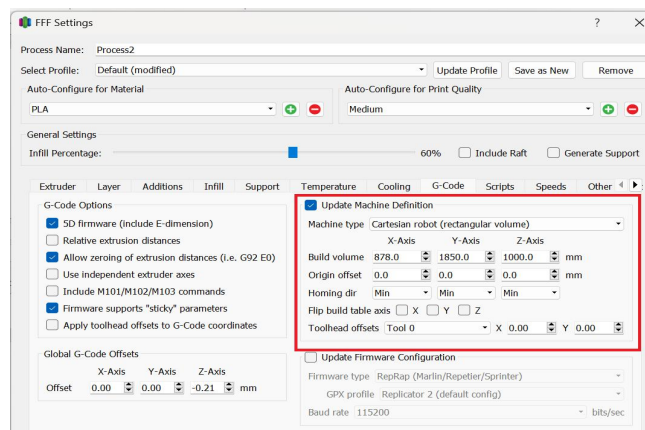 FFF Settings ? X
Process Name: Process2
Select Profile: Default (modified) Update Profile Save as New Remove
Auto-Configure for Material
PLA
Auto-Configure for Print Quality
Medium
General Settings
Infill Percentage: 60% Include Raft Generate Support
Extruder Layer Additions Infill Support Temperature Cooling G-Code Scripts Speeds Other
G-Code Options
5D firmware (include E-dimension)
Relative extrusion distances
Allow zeroing of extrusion distances (i.e. G92 E0)
Use independent extruder axes
Include M101/M102/M103 commands
Firmware supports "sticky" parameters
Apply toolhead offsets to G-Code coordinates
Global G-Code Offsets
X-Axis Y-Axis Z-Axis
Offset 0.00 0.00 -0.21 mm
Update Machine Definition
Machine type Cartesian robot (rectangular volume)
X-Axis Y-Axis Z-Axis
Build volume 878.0 1850.0 1000.0 mm
Origin offset 0.0 0.0 0.0 mm
Homing dir Min Min Min
Flip build table axis X Y Z
Toolhead offsets Tool 0 X 0.00 Y 0.00
Update Firmware Configuration
Firmware type RepRap (Marlin/Repetier/Sprinter)
GPX profile Replicator 2 (default config)
Baud rate 115200 bits/sec